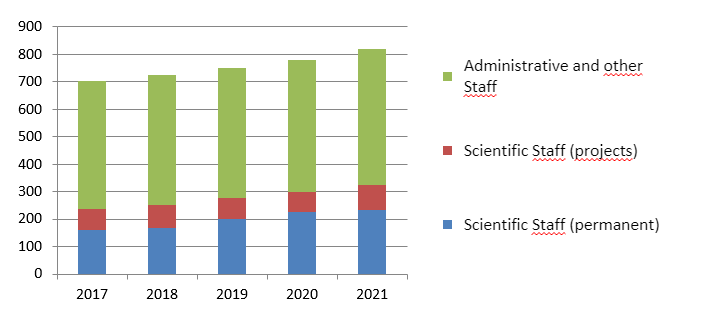 900
800
700
600
500
400
300
200
100
0
2017 2018 2019 2020 2021
Administrative and other
Staff
Scientific Staff (projects)
Scientific Staff (permanent)